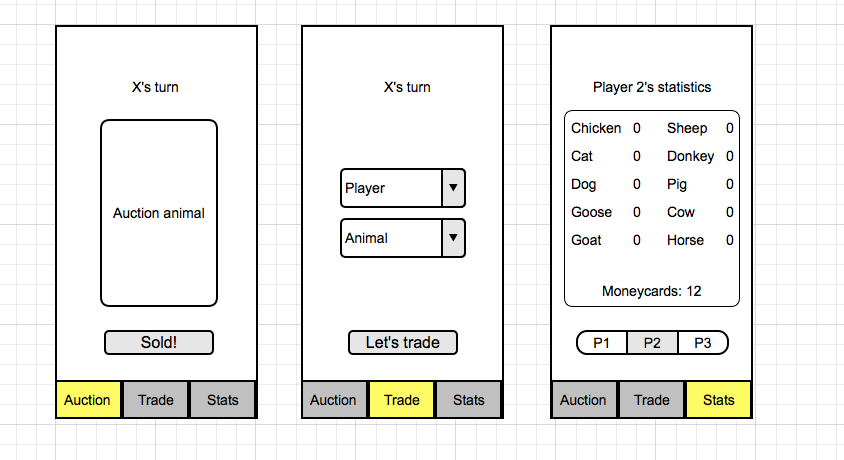 X's turn
Auction animal
Sold!
Auction Trade Stats
X's turn
Player
Animal
Let's trade
Auction Trade Stats
Player 2's statistics
Chicken 0 Sheep 0
Cat 0 Donkey 0
Dog 0 Pig 0
Goose 0 Cow 0
Goat 0 Horse 0
Moneycards: 12
P1 P2 P3
Auction Trade Stats